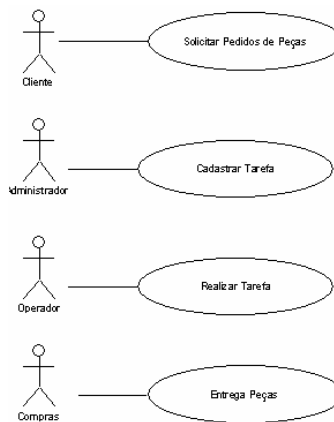 Solicitar Pedidos de Peças
Cliente
Cadastrar Tarefa
Administrador
Realizar Tarefa
Operador
Entrega Peças
Compras